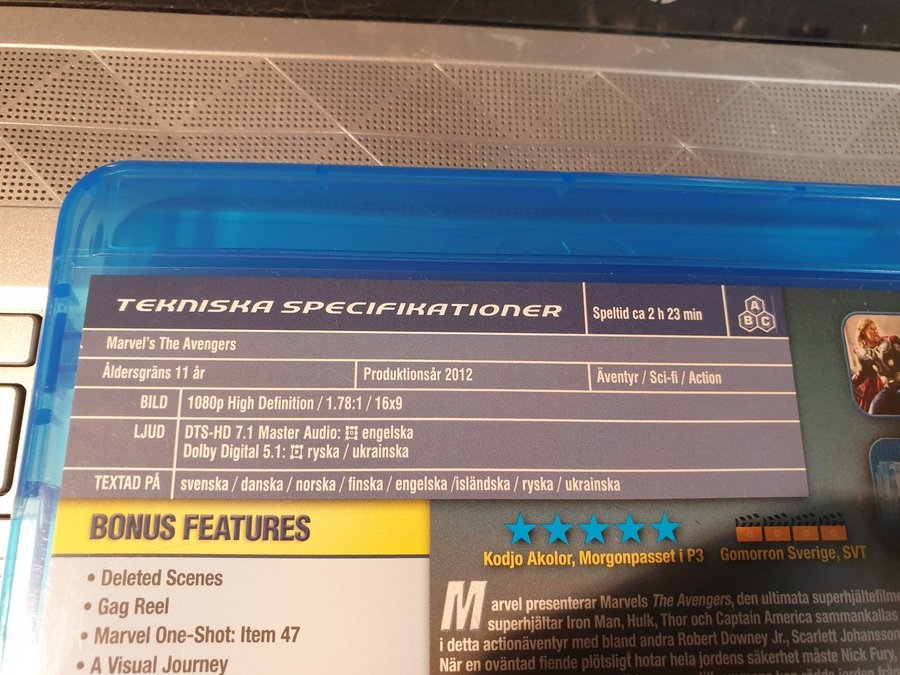 TEKNISKA SPECIFIKATIONER
Speltid ca 2 h 23 min
A
B C
Marvel's The Avengers
Åldersgräns 11 år
Produktionsår 2012
Äventyr / Sci-fi / Action
BILD 1080p High Definition / 1.78:1 / 16x9
LJUD DTS-HD 7.1 Master Audio: engelska
Dolby Digital 5.1: ryska / ukrainska
TEXTAD PÅ svenska / danska / norska / finska / engelska /isländska / ryska / ukrainska
BONUS FEATURES
• Deleted Scenes
• Gag Reel
• Marvel One-Shot: Item 47
• A Visual Journey
Kodjo Akolor, Morgonpasset i P3
Gomorron Sverige, SVT
Marvel presenterar Marvels The Avengers, den ultimata superhjältefilme
superhjältar Iron Man, Hulk, Thor och Captain America sammankallas
i detta actionäventyr med bland andra Robert Downey Jr., Scarlett Johansson
När en oväntad fiende plötsligt hotar hela jordens säkerhet måste Nick Fury,